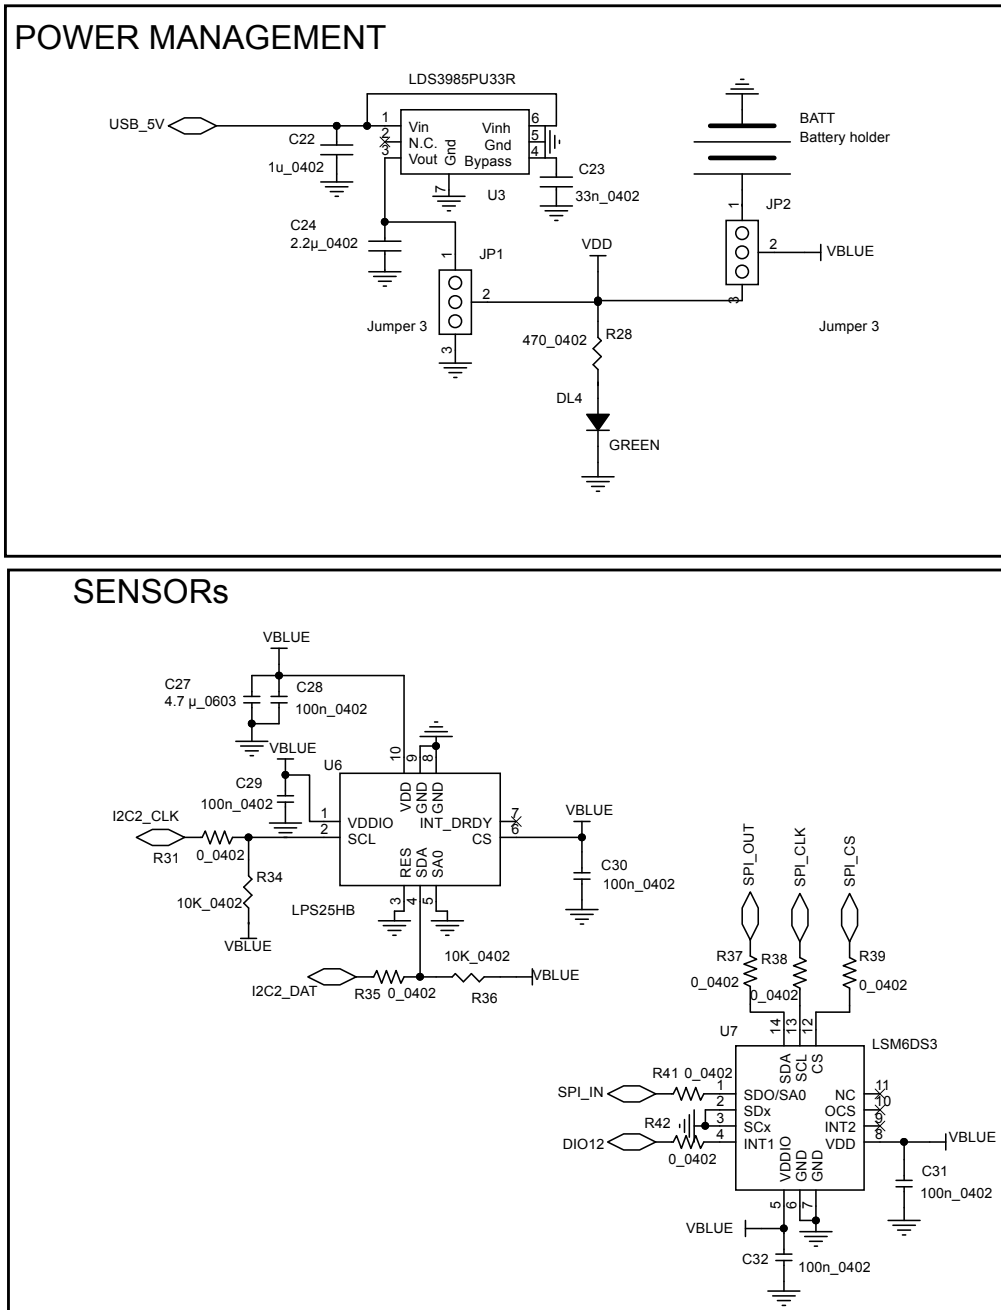 POWER MANAGEMENT
LDS3985PU33R
USB_5V
C22
1u_0402
1
2
3
Vin
N.C.
Vout
Gnd
Vinh
Gnd
Bypass
6
5
4
7
U3
C23
33n_0402
BATT
Battery holder
C24
2.2µ_0402
1
JP1
2
3
Jumper 3
VDD
1
JP2
2
VBLUE
3
Jumper 3
470_0402
R28
DL4
GREEN
SENSORs
VBLUE
C27
4.7 µ_0603
C28
100n_0402
VBLUE
U6
C29
100n_0402
10
9
8
I2C2_CLK
R31
0_0402
1
2
VDDIO
SCL
VDD
GND
GND
INT_DRDY
CS
7
6
VBLUE
RES
SDA
SA0
C30
100n_0402
R34
10K_0402
VBLUE
LPS25HB
3
4
5
I2C2_DAT
R35
0_0402
10K_0402
R36
VBLUE
SPI_OUT
SPI_CLK
SPI_CS
R37
0_0402
R38
0_0402
R39
0_0402
U7
14
13
12
LSM6DS3
SPI_IN
R41 0_0402
1
2
3
4
SDO/SA0
SDx
SCx
INT1
SDA
SCL
CS
NC
OCS
INT2
VDD
11
10
9
8
R42
DIO12
0_0402
VDDIO
GND
GND
5
6
7
VBLUE
C31
100n_0402
VBLUE
C32
100n_0402